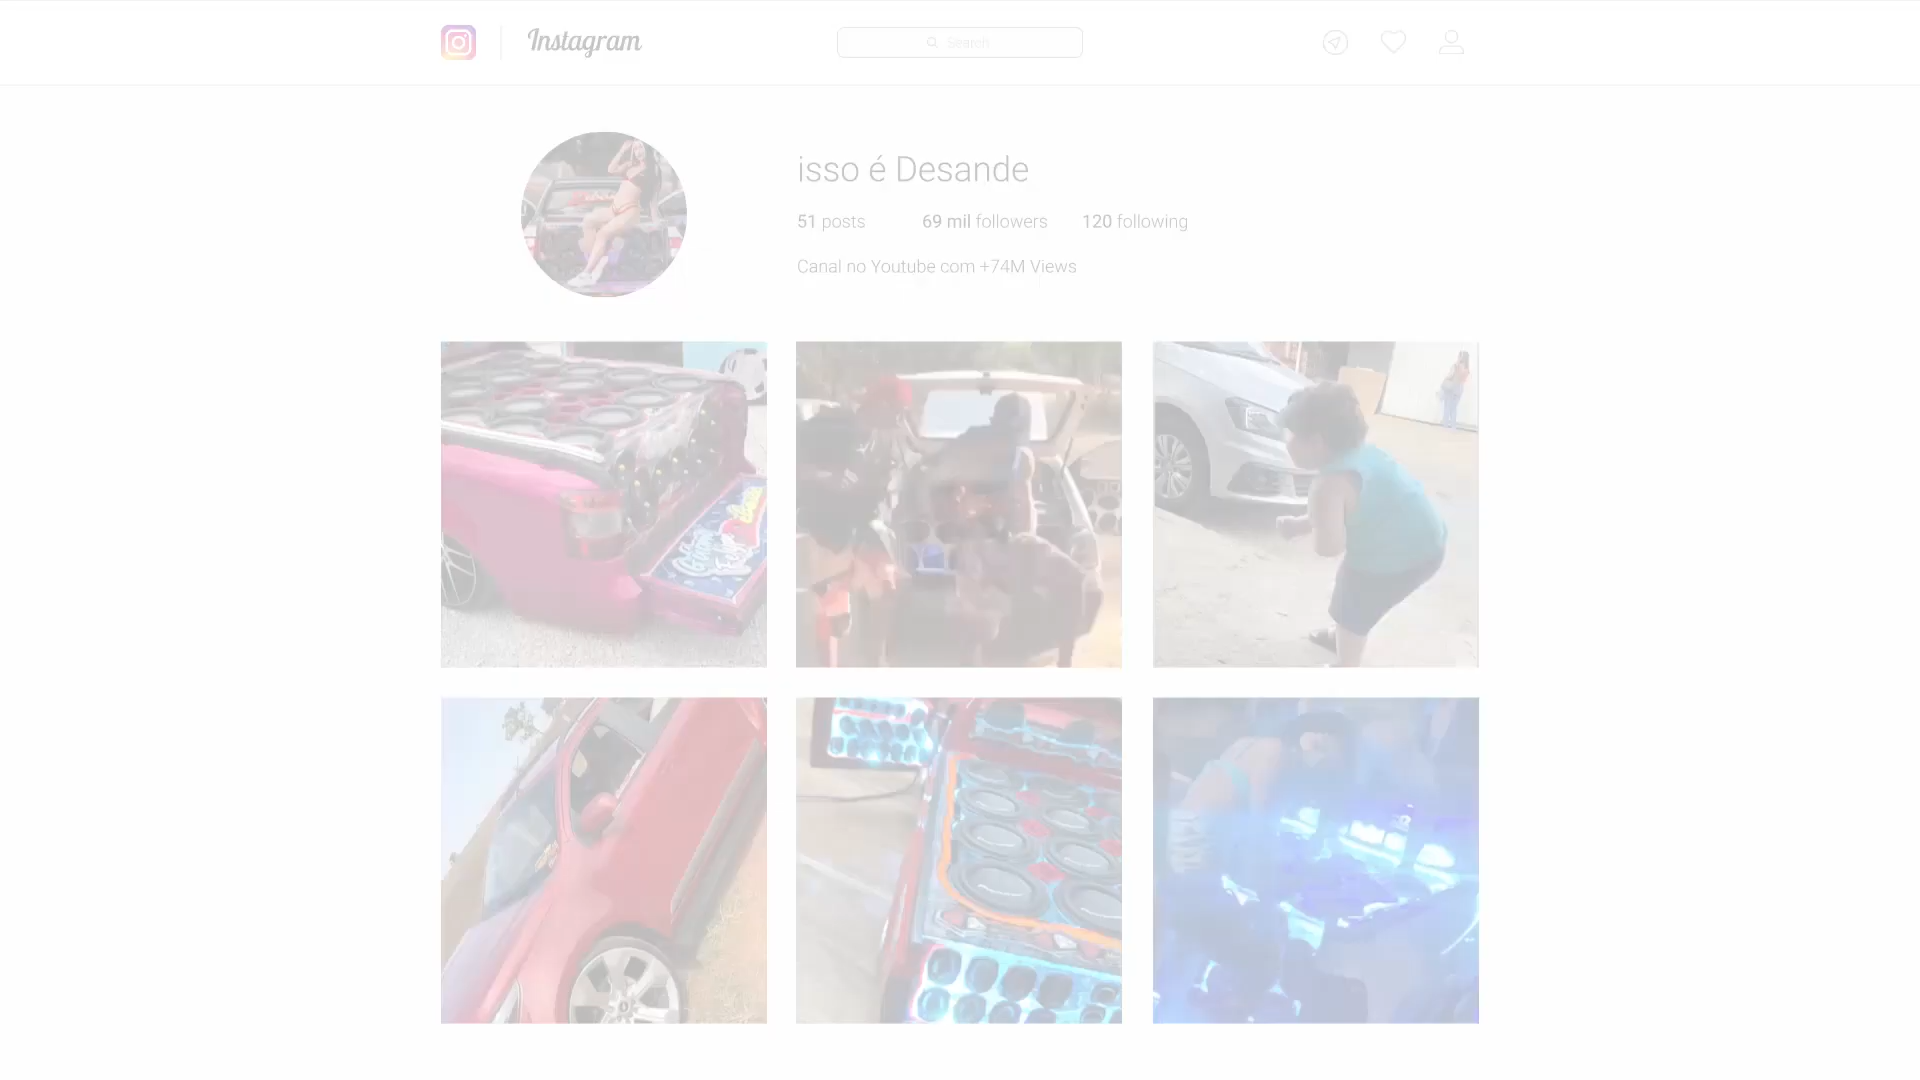 Instagram
Search
isso é Desande
51 posts 69 mil followers 120 following
Canal no Youtube com +74M Views